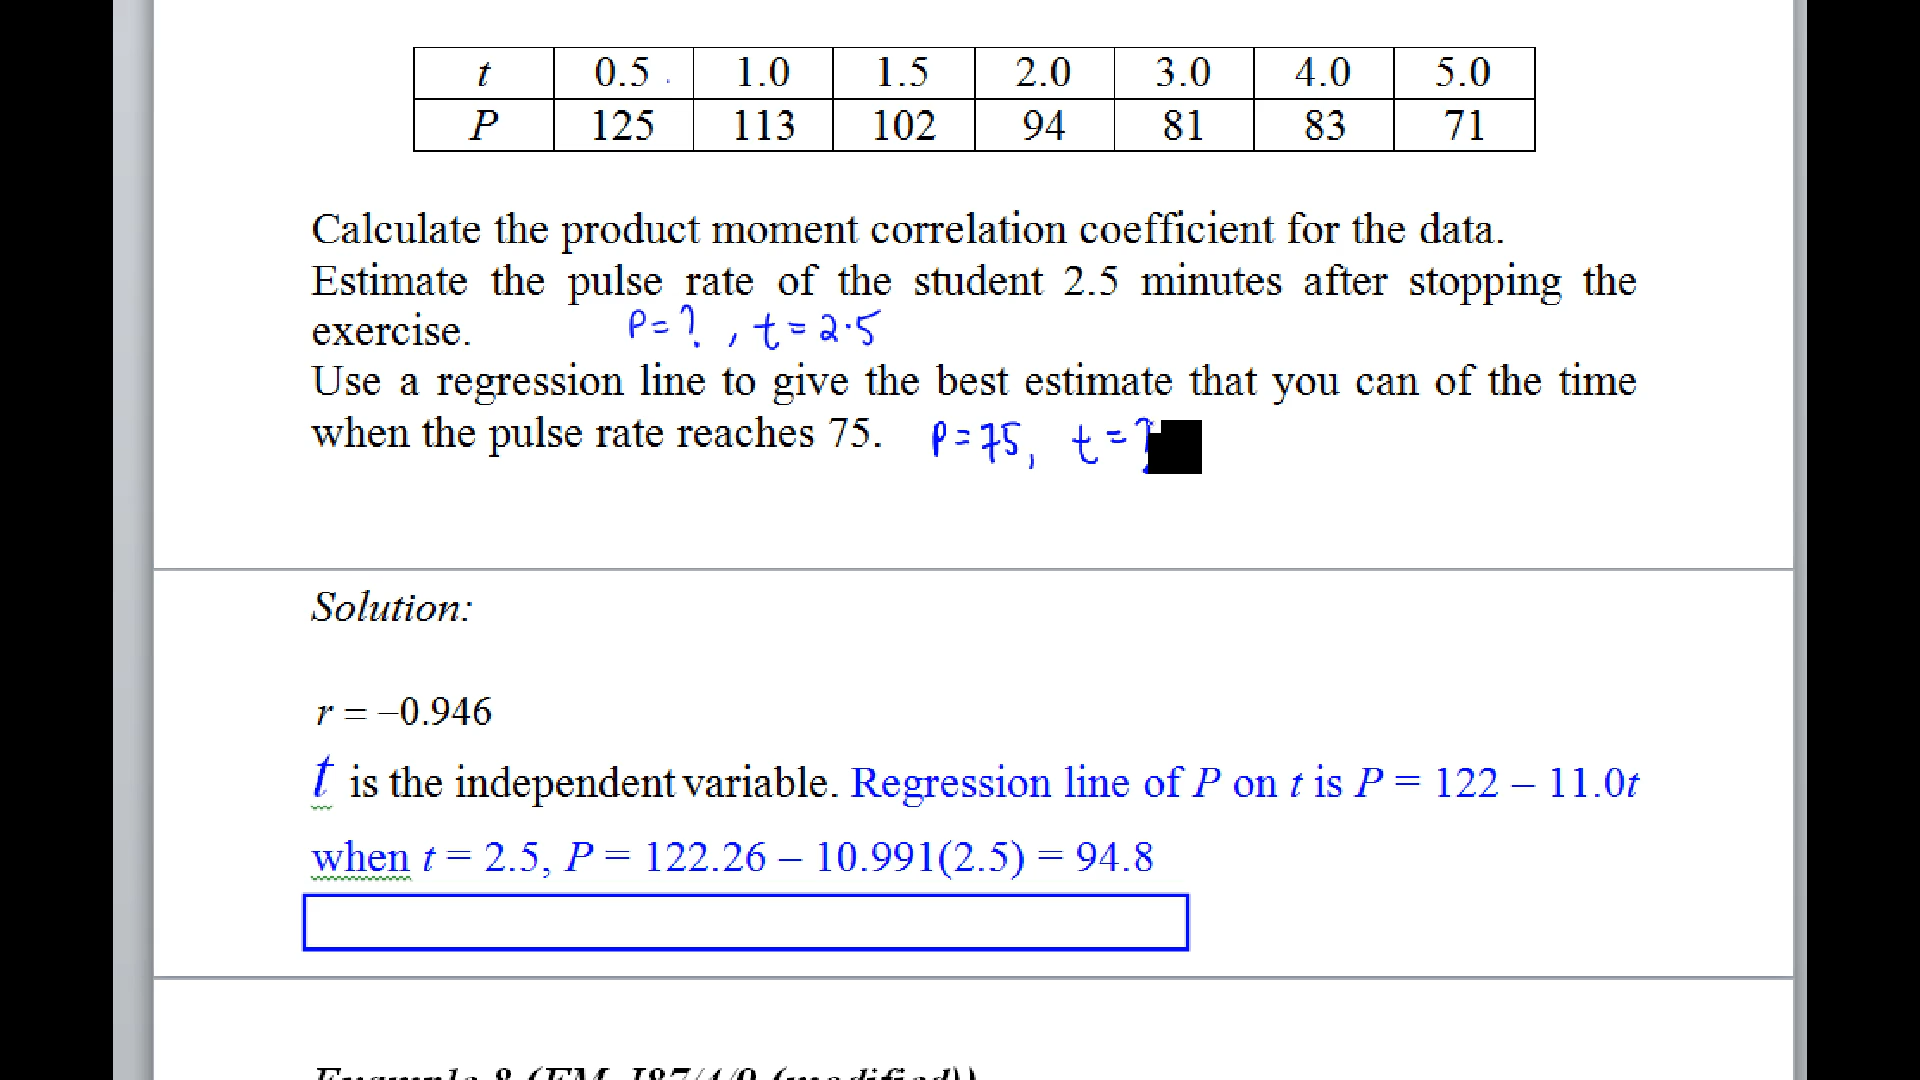 t 0.5 1.0 1.5 2.0 3.0 4.0 5.0
P 125 113 102 94 81 83 71
Calculate the product moment correlation coefficient for the data.
Estimate the pulse rate of the student 2.5 minutes after stopping the
exercise. P=? , t=2.5
Use a regression line to give the best estimate that you can of the time
when the pulse rate reaches 75. P=75, t=?
Solution:
r = –0.946
t is the independent variable. Regression line of P on t is P = 122 – 11.0t
when t = 2.5, P = 122.26 – 10.991(2.5) = 94.8